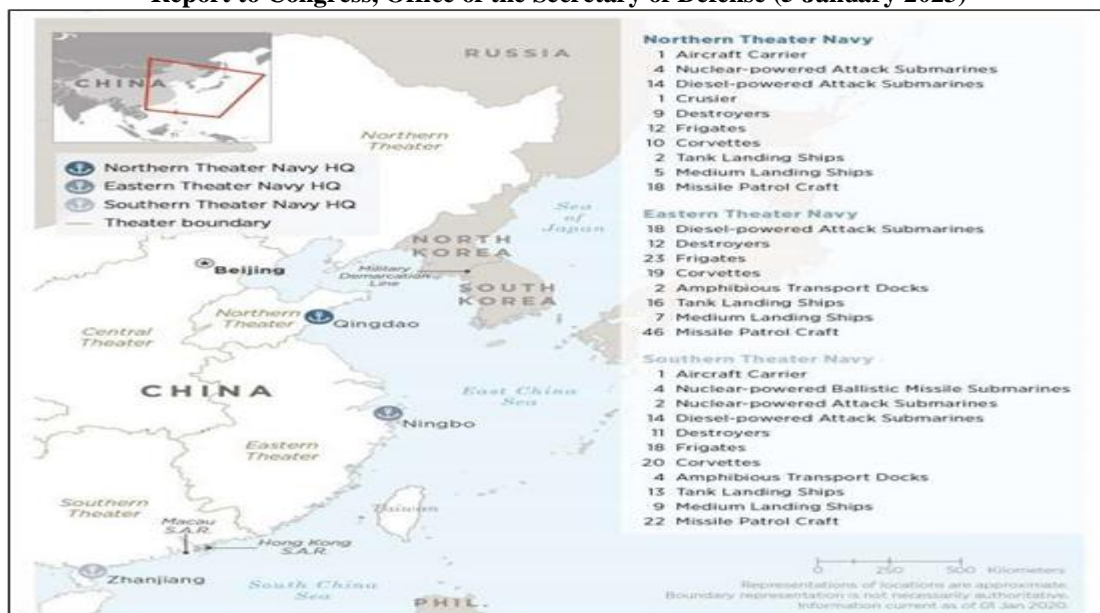 Report to Congress, Office of the Secretary of Defense
RUSSIA
CHINA
Northern
Theater
Northern Theater Navy HQ
Eastern Theater Navy HQ
Southern Theater Navy HQ
Theater boundary
Sea
of
Japan
NORTH
KOREA
Beijing
Military
Demarcation
Line
SOUTH
KOREA
Northern
Theater
Qingdao
Central
Theater
CHINA
East China
Sea
Ningbo
Eastern
Theater
Southern
Theater
Taiwan
Macau
S.A.R.
Hong Kong
S.A.R.
Zhanjiang
South China
Sea
PHIL.
Northern Theater Navy
1 Aircraft Carrier
4 Nuclear-powered Attack Submarines
14 Diesel-powered Attack Submarines
1 Crusier
9 Destroyers
12 Frigates
10 Corvettes
2 Tank Landing Ships
5 Medium Landing Ships
18 Missile Patrol Craft
Eastern Theater Navy
18 Diesel-powered Attack Submarines
12 Destroyers
23 Frigates
19 Corvettes
2 Amphibious Transport Docks
16 Tank Landing Ships
7 Medium Landing Ships
46 Missile Patrol Craft
Southern Theater Navy
1 Aircraft Carrier
4 Nuclear-powered Ballistic Missile Submarines
2 Nuclear-powered Attack Submarines
14 Diesel-powered Attack Submarines
11 Destroyers
18 Frigates
20 Corvettes
4 Amphibious Transport Docks
13 Tank Landing Ships
9 Medium Landing Ships
22 Missile Patrol Craft
0 250 500 Kilometers
Representations of locations are approximate.
Boundary representation is not necessarily authoritative.
Information current as of 01 Jan 2020.